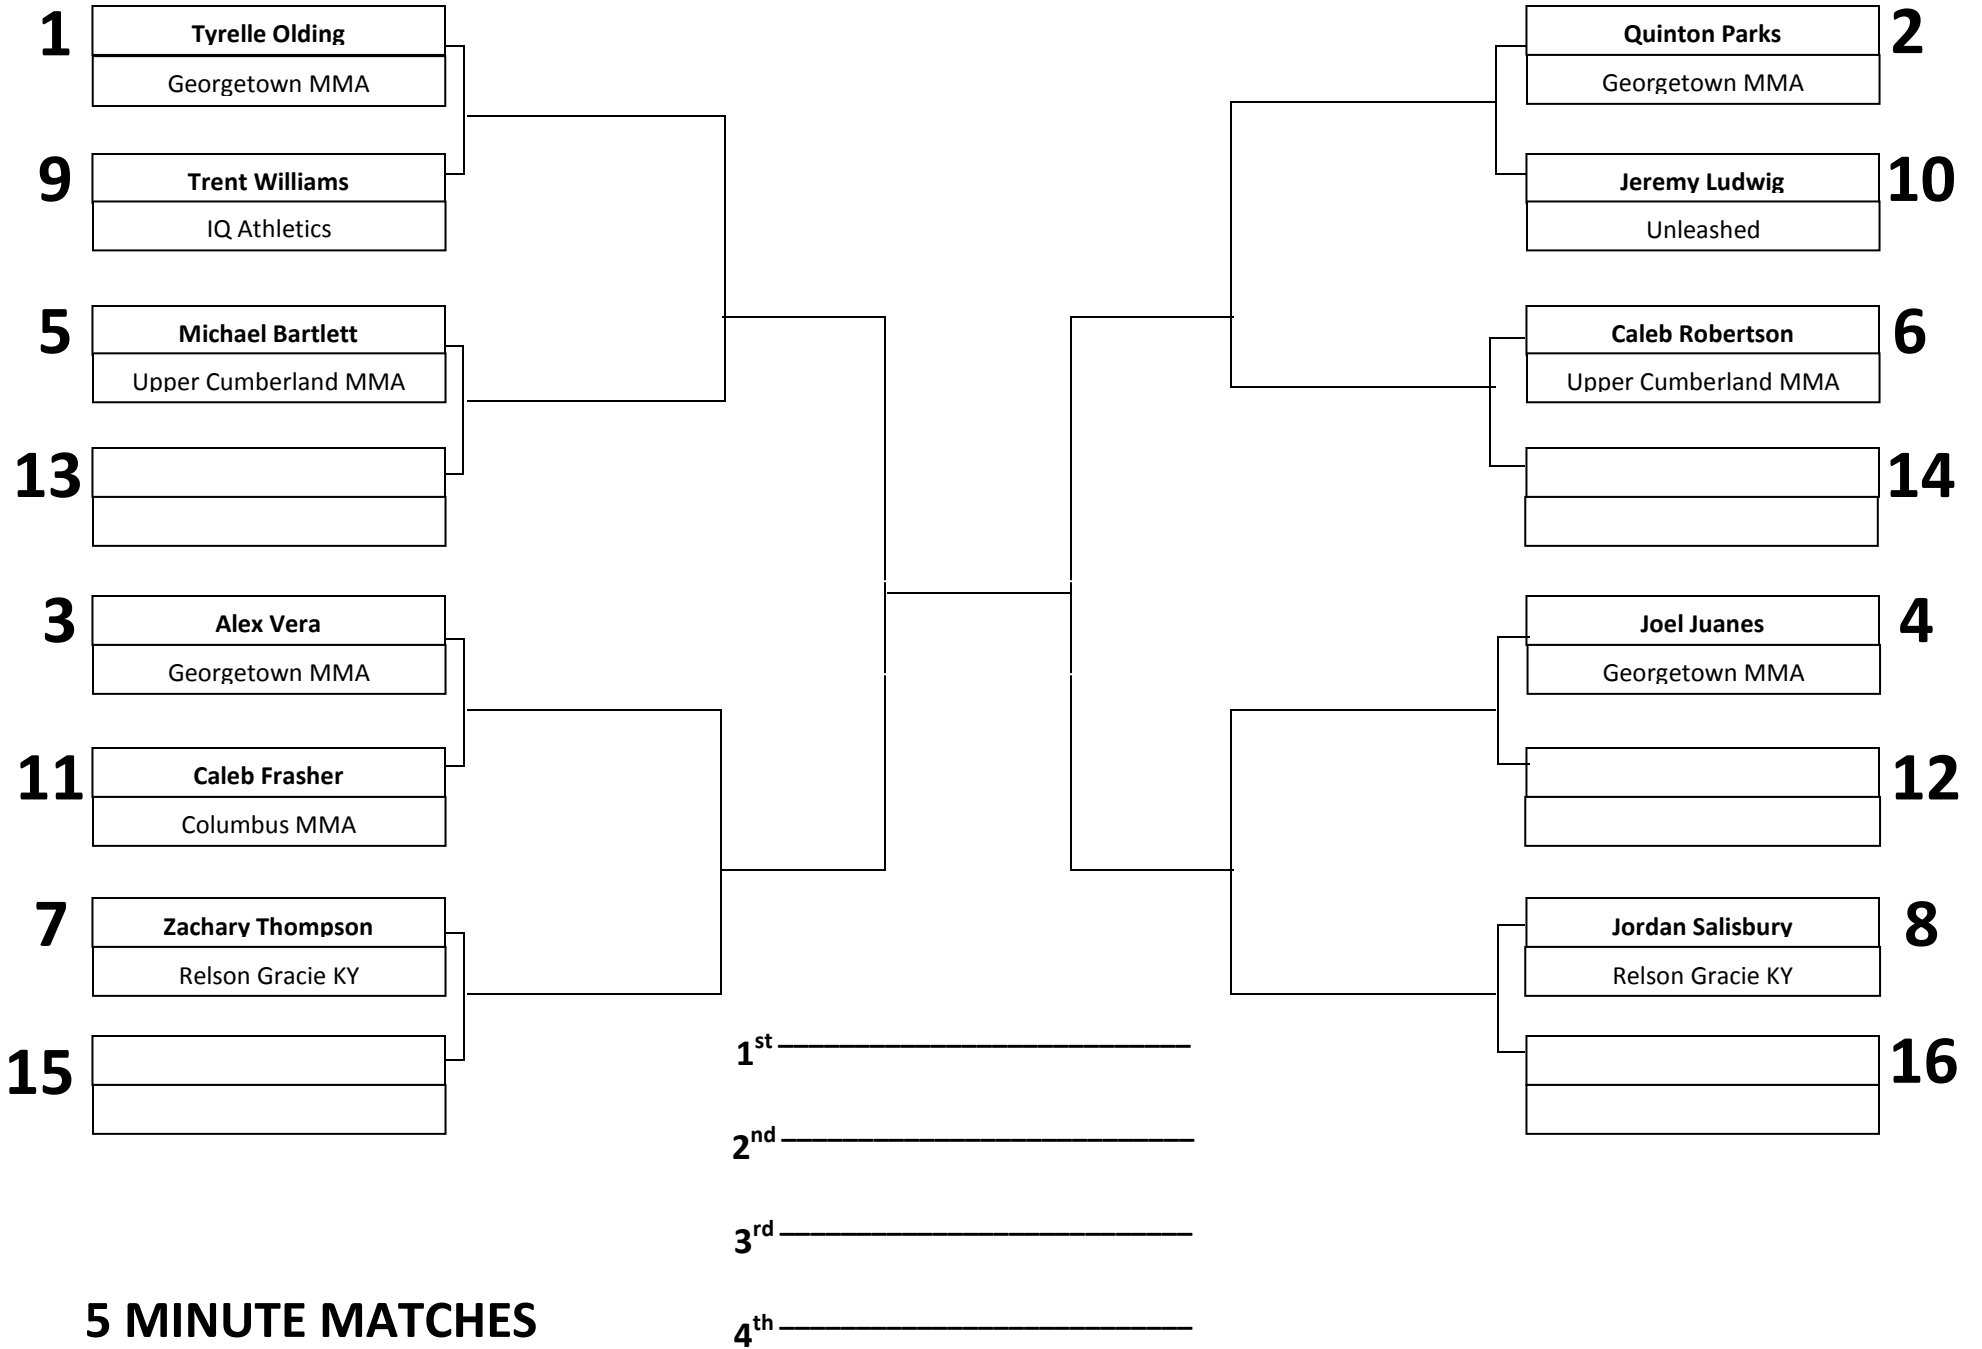 1
Tyrelle Olding
Georgetown MMA
9
Trent Williams
IQ Athletics
5
Michael Bartlett
Upper Cumberland MMA
13
3
Alex Vera
Georgetown MMA
11
Caleb Frasher
Columbus MMA
7
Zachary Thompson
Relson Gracie KY
15
2
Quinton Parks
Georgetown MMA
10
Jeremy Ludwig
Unleashed
6
Caleb Robertson
Upper Cumberland MMA
14
4
Joel Juanes
Georgetown MMA
12
8
Jordan Salisbury
Relson Gracie KY
16
1st
2nd
3rd
4th
5 MINUTE MATCHES